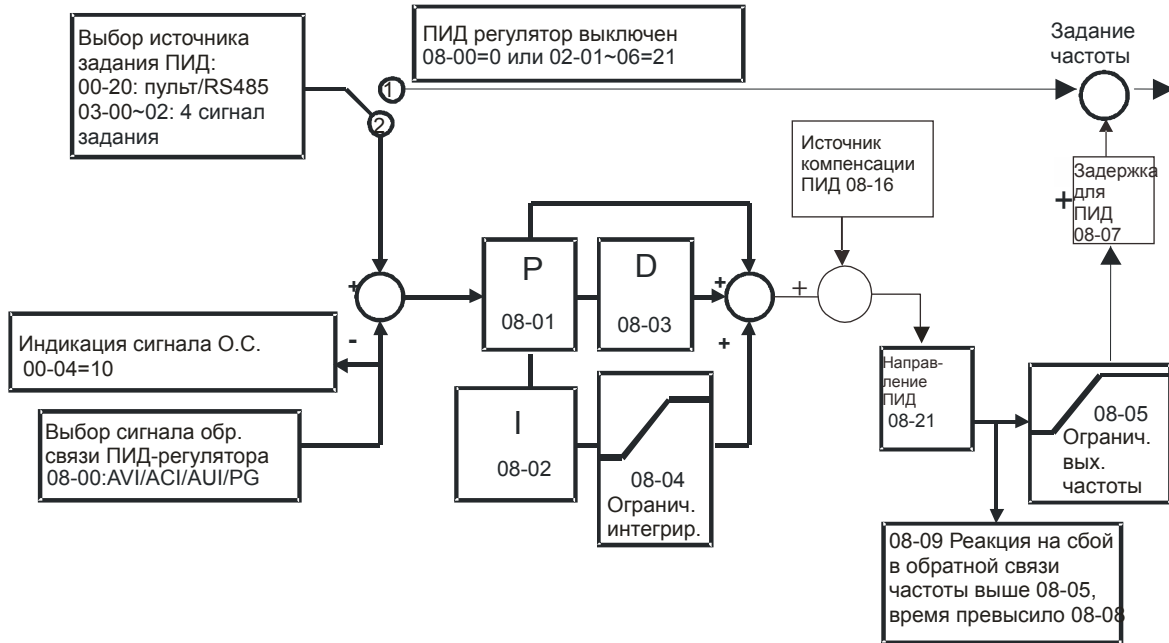 Выбор источника
задания ПИД:
00-20: пульт/RS485
03-00~02: 4 сигнал
задания
ПИД регулятор выключен
08-00=0 или 02-01~06=21
1
2
Задание
частоты
Источник
компенсации
ПИД 08-16
Задержка
для
ПИД
08-07
+
+
-
P
08-01
D
08-03
+
+
+
Индикация сигнала О.С.
00-04=10
Выбор сигнала обр.
связи ПИД-регулятора
08-00:AVI/ACI/AUI/PG
I
08-02
08-04
Огранич.
интегрир.
Направ-
ление
ПИД
08-21
08-05
Огранич.
вых.
частоты
08-09 Реакция на сбой
в обратной связи
частоты выше 08-05,
время превысило 08-08